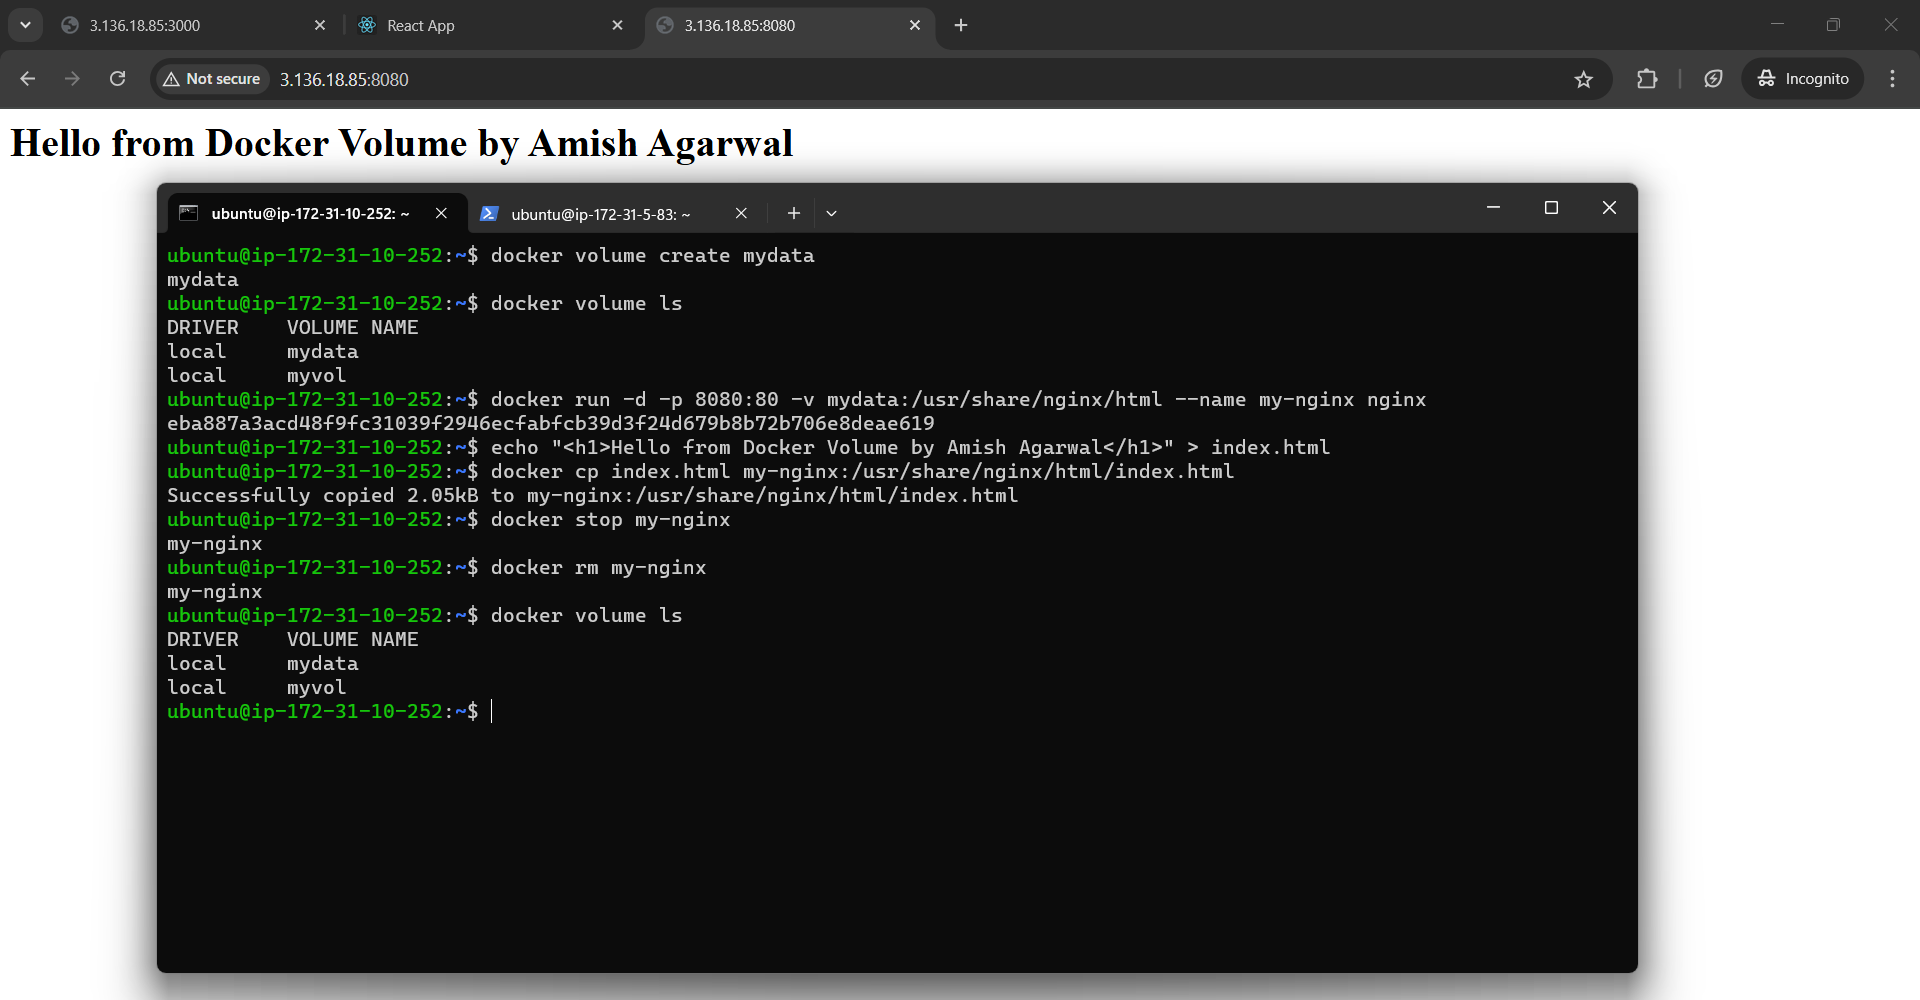 3.136.18.85:3000
React App
3.136.18.85:8080
Not secure
3.136.18.85:8080
Incognito
Hello from Docker Volume by Amish Agarwal
ubuntu@ip-172-31-10-252: ~
ubuntu@ip-172-31-5-83: ~
ubuntu@ip-172-31-10-252:~$ docker volume create mydata
mydata
ubuntu@ip-172-31-10-252:~$ docker volume ls
DRIVER    VOLUME NAME
local     mydata
local     myvol
ubuntu@ip-172-31-10-252:~$ docker run -d -p 8080:80 -v mydata:/usr/share/nginx/html --name my-nginx nginx
eba887a3acd48f9fc31039f2946ecfabfcb39d3f24d679b8b72b706e8deae619
ubuntu@ip-172-31-10-252:~$ echo "<h1>Hello from Docker Volume by Amish Agarwal</h1>" > index.html
ubuntu@ip-172-31-10-252:~$ docker cp index.html my-nginx:/usr/share/nginx/html/index.html
Successfully copied 2.05kB to my-nginx:/usr/share/nginx/html/index.html
ubuntu@ip-172-31-10-252:~$ docker stop my-nginx
my-nginx
ubuntu@ip-172-31-10-252:~$ docker rm my-nginx
my-nginx
ubuntu@ip-172-31-10-252:~$ docker volume ls
DRIVER    VOLUME NAME
local     mydata
local     myvol
ubuntu@ip-172-31-10-252:~$